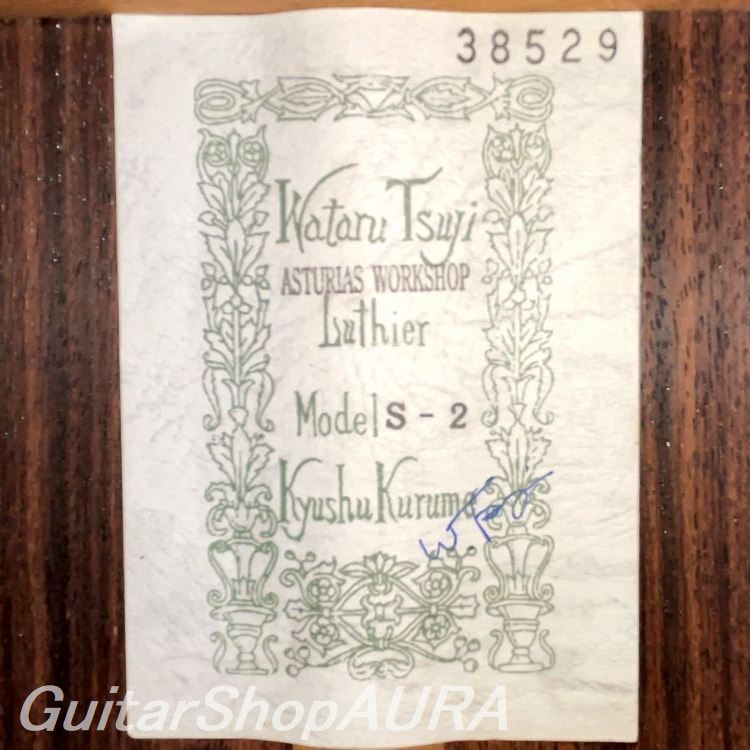 38529
Wataru Tsuji
ASTURIAS WORKSHOP
Luthier
Model S - 2
Kyushu Kurume
GuitarShopAURA